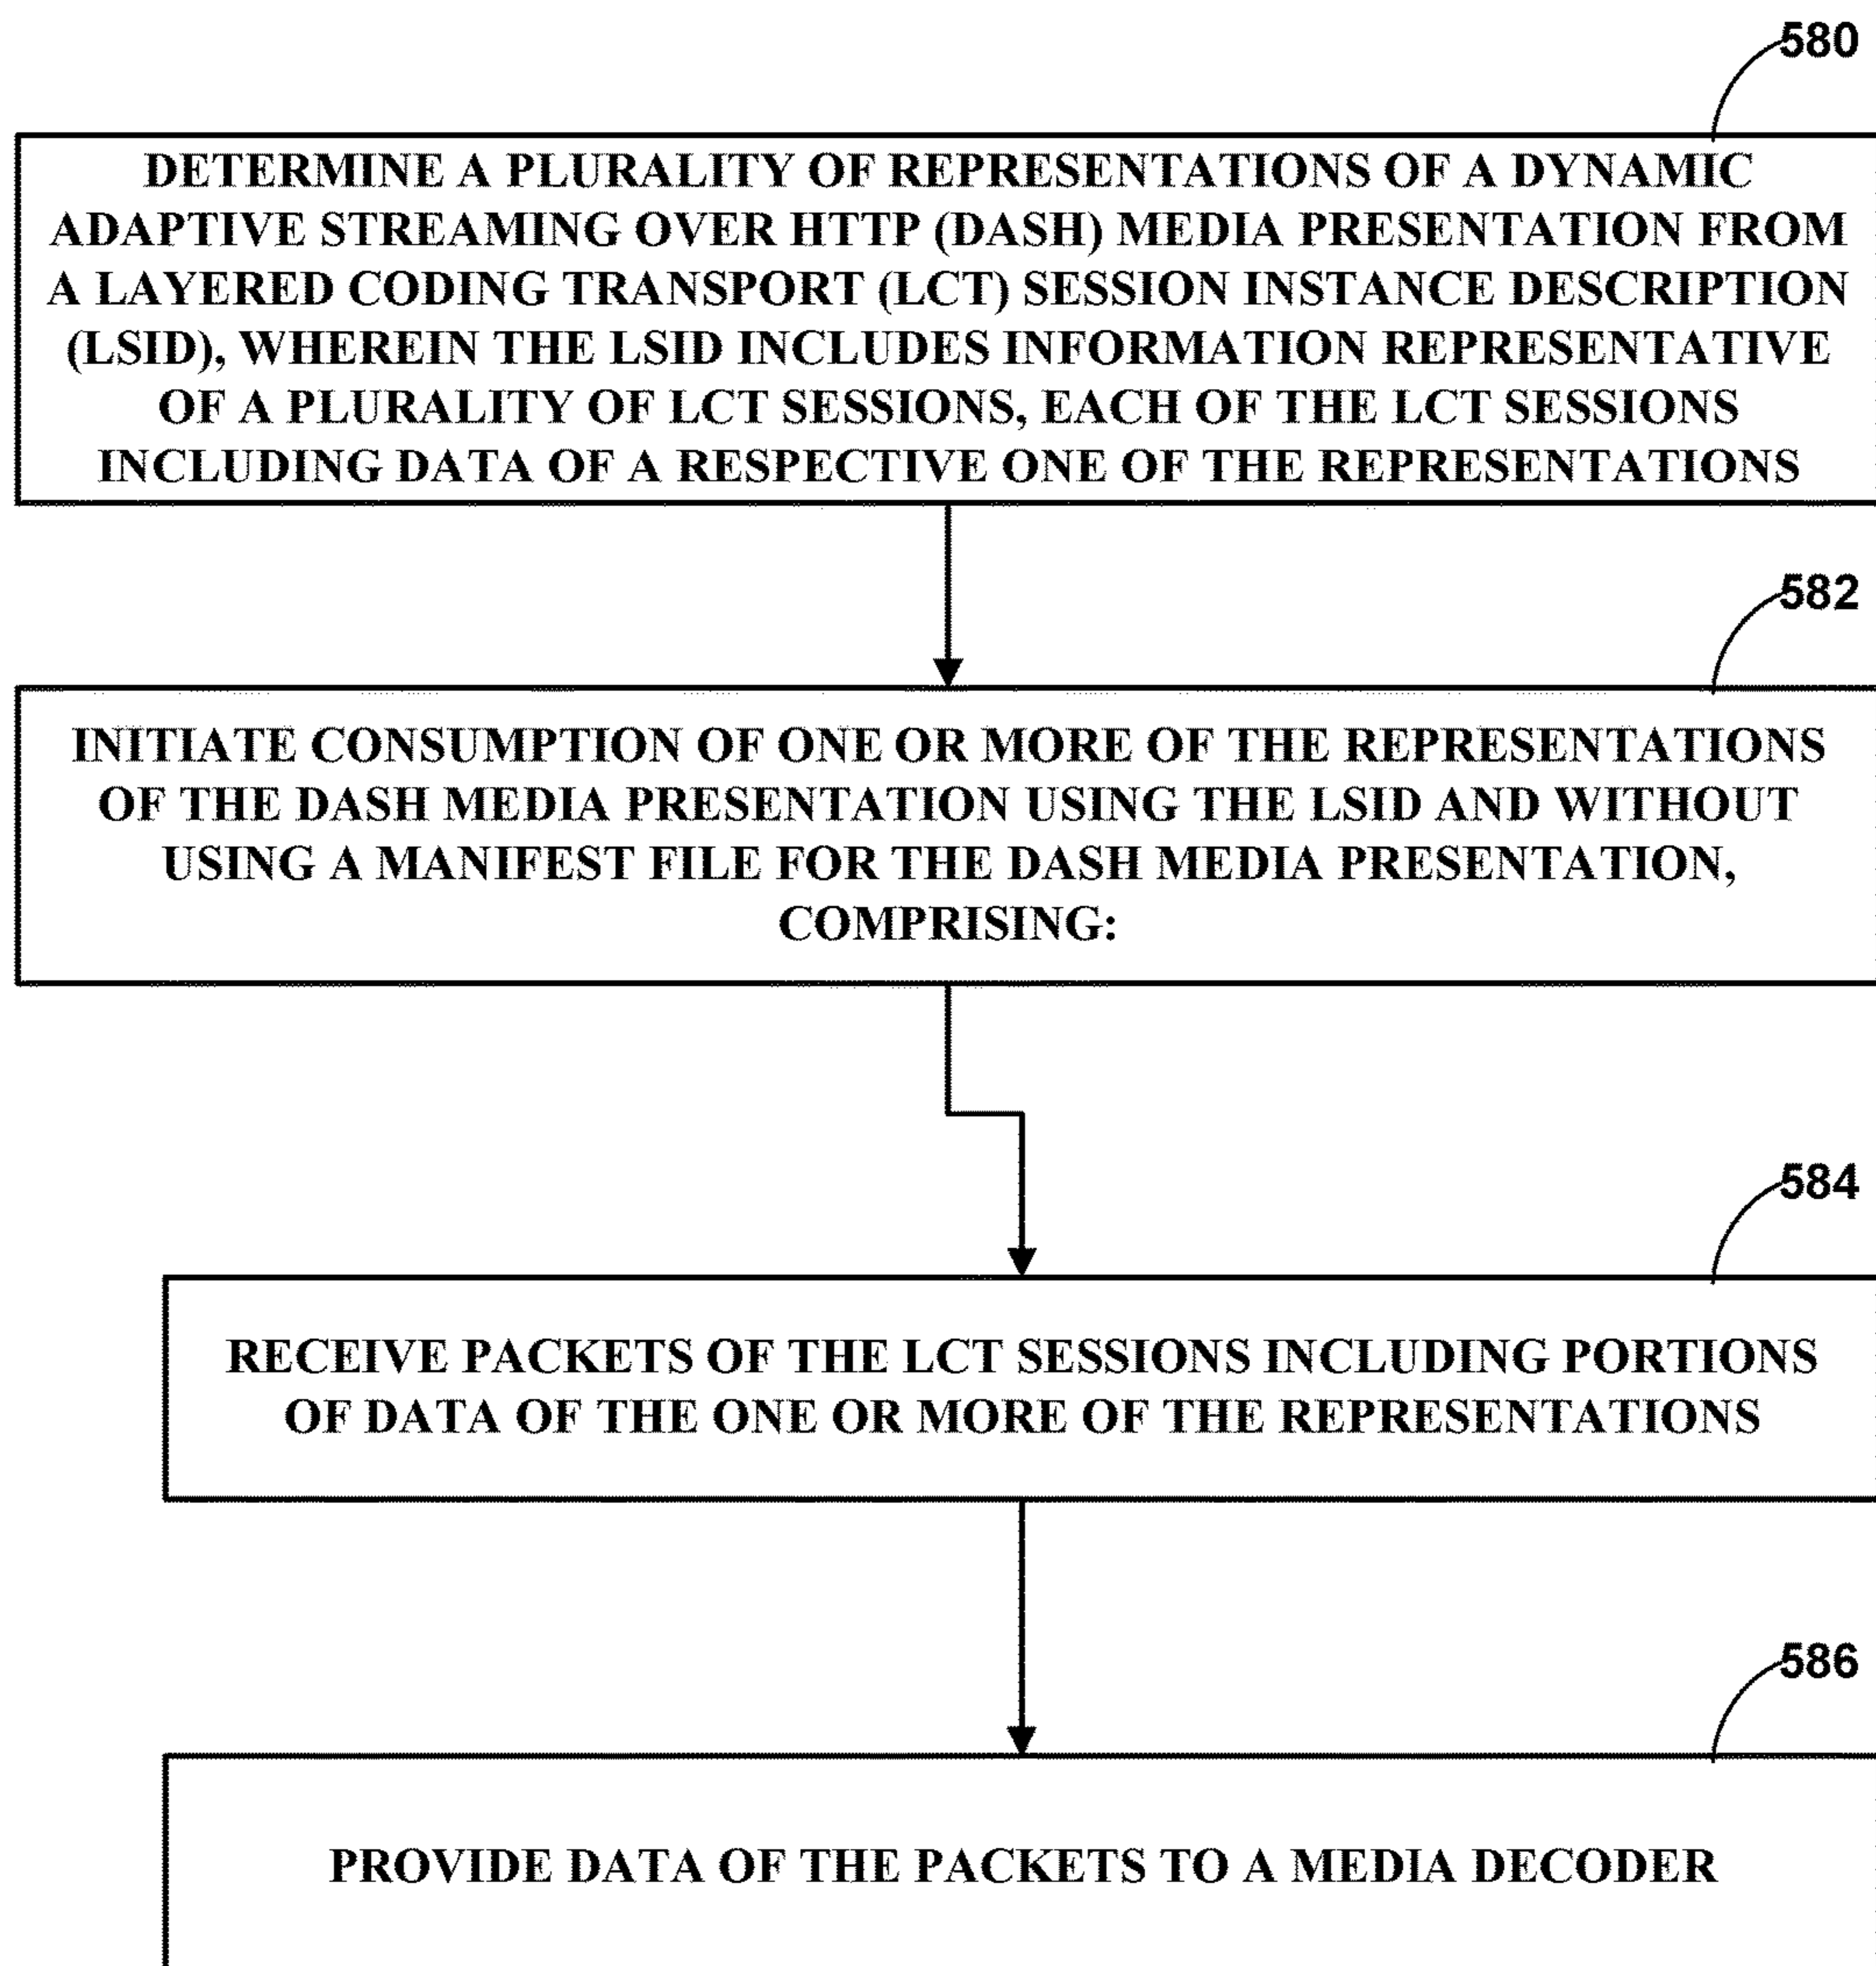 580
DETERMINE A PLURALITY OF REPRESENTATIONS OF A DYNAMIC
ADAPTIVE STREAMING OVER HTTP (DASH) MEDIA PRESENTATION FROM
A LAYERED CODING TRANSPORT (LCT) SESSION INSTANCE DESCRIPTION
(LSID), WHEREIN THE LSID INCLUDES INFORMATION REPRESENTATIVE
OF A PLURALITY OF LCT SESSIONS, EACH OF THE LCT SESSIONS
INCLUDING DATA OF A RESPECTIVE ONE OF THE REPRESENTATIONS
582
INITIATE CONSUMPTION OF ONE OR MORE OF THE REPRESENTATIONS
OF THE DASH MEDIA PRESENTATION USING THE LSID AND WITHOUT
USING A MANIFEST FILE FOR THE DASH MEDIA PRESENTATION,
COMPRISING:
584
RECEIVE PACKETS OF THE LCT SESSIONS INCLUDING PORTIONS
OF DATA OF THE ONE OR MORE OF THE REPRESENTATIONS
586
PROVIDE DATA OF THE PACKETS TO A MEDIA DECODER